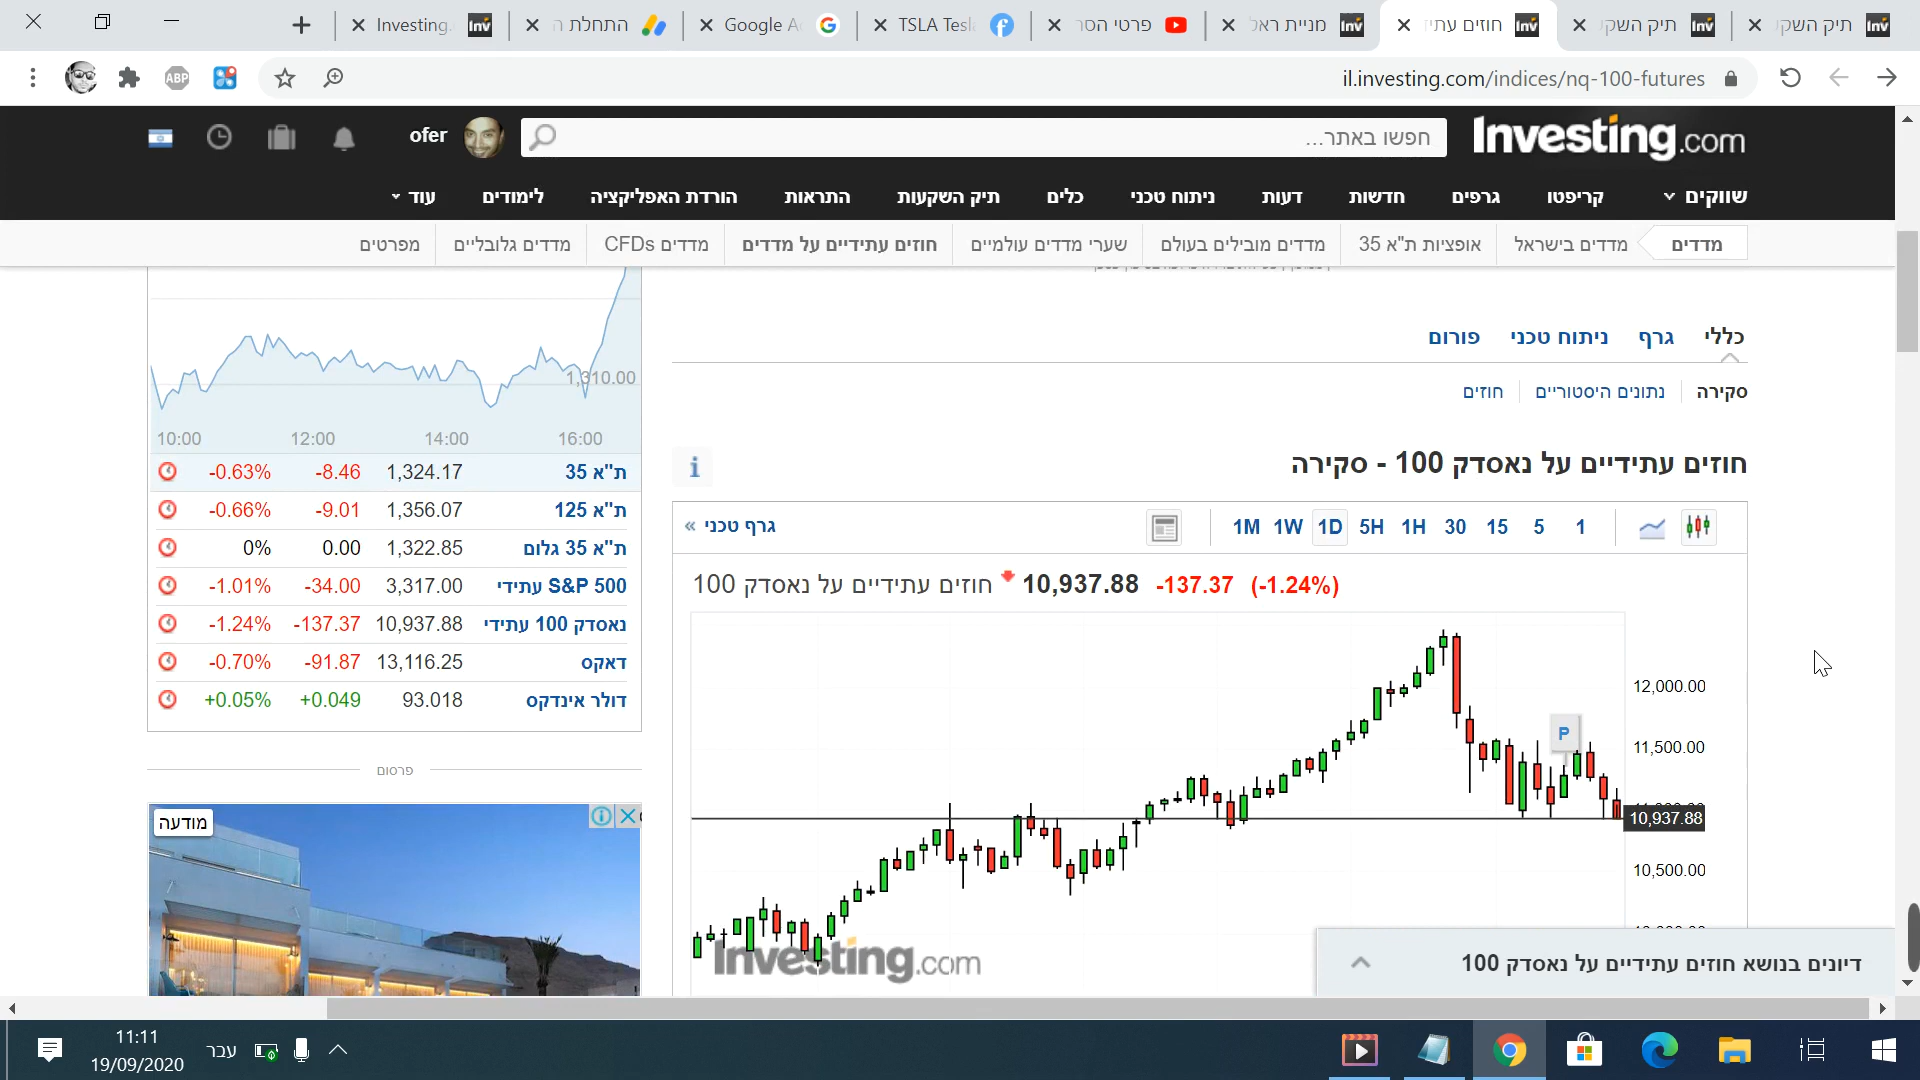 Investing.
התחלת ה
Google A
TSLA Tesl
פרטי הסר
מניית ראל
חוזים עתיד
תיק השקע
תיק השקע
il.investing.com/indices/nq-100-futures
ABP
ofer
חפשו באתר...
Investing.com
שווקים
קריפטו
גרפים
חדשות
דעות
ניתוח טכני
כלים
תיק השקעות
התראות
הורדת האפליקציה
לימודים
עוד
מדדים
מדדים בישראל
אופציות ת"א 35
מדדים מובילים בעולם
שערי מדדים עולמיים
חוזים עתידיים על מדדים
מדדים CFDs
מדדים גלובליים
מפרטים
כללי
גרף
ניתוח טכני
פורום
סקירה
נתונים היסטוריים
חוזים
חוזים עתידיים על נאסדק 100 - סקירה
גרף טכני »
1M 1W 1D 5H 1H 30 15 5 1
חוזים עתידיים על נאסדק 100 10,937.88 -137.37 (-1.24%)
12,000.00
P
11,500.00
10,937.88
10,500.00
Investing.com
דיונים בנושא חוזים עתידיים על נאסדק 100
1,310.00
10:00 12:00 14:00 16:00
ת"א 35 1,324.17 -8.46 -0.63%
ת"א 125 1,356.07 -9.01 -0.66%
ת"א 35 גלום 1,322.85 0.00 0%
S&P 500 עתידי 3,317.00 -34.00 -1.01%
נאסדק 100 עתידי 10,937.88 -137.37 -1.24%
דאקס 13,116.25 -91.87 -0.70%
דולר אינדקס 93.018 +0.049 +0.05%
פרסום
מודעה
עבר
11:11
19/09/2020